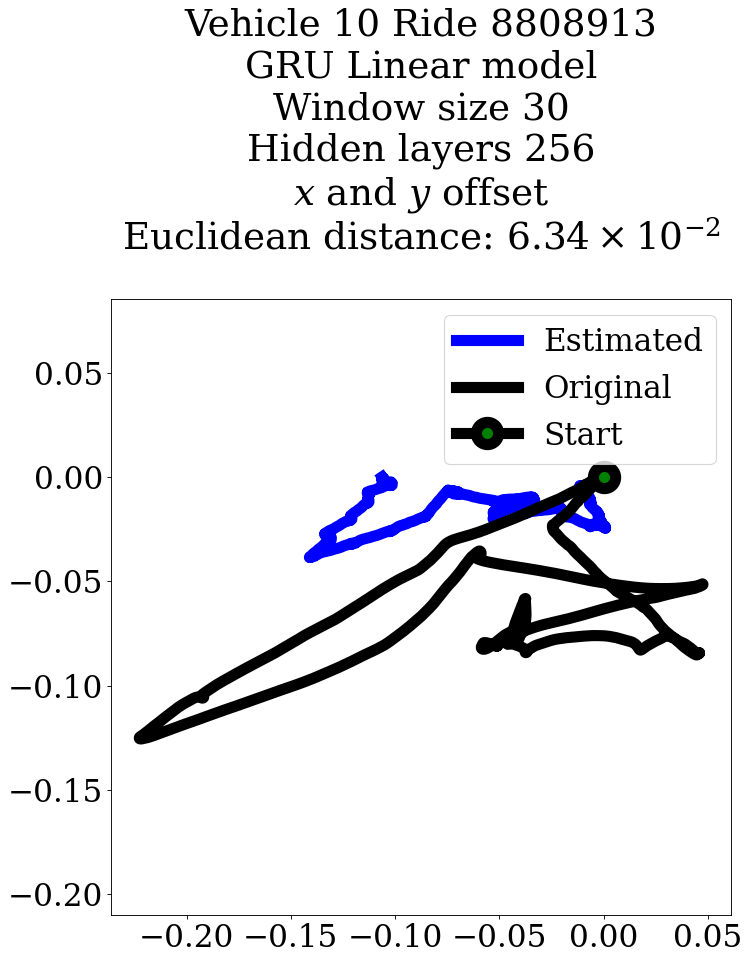 Vehicle 10 Ride 8808913
GRU Linear model
Window size 30
Hidden layers 256
x and y offset
Euclidean distance: 6.34 × 10⁻²
Estimated
Original
Start
0.05
0.00
−0.05
−0.10
−0.15
−0.20
−0.20 −0.15 −0.10 −0.05 0.00 0.05